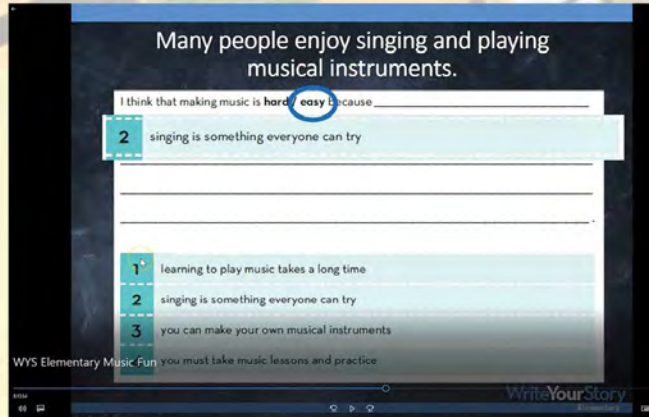 Many people enjoy singing and playing
musical instruments.
I think that making music is hard / easy because
2 singing is something everyone can try
1 learning to play music takes a long time
2 singing is something everyone can try
3 you can make your own musical instruments
you must take music lessons and practice
WYS Elementary Music Fun
WriteYourStory
Elementary